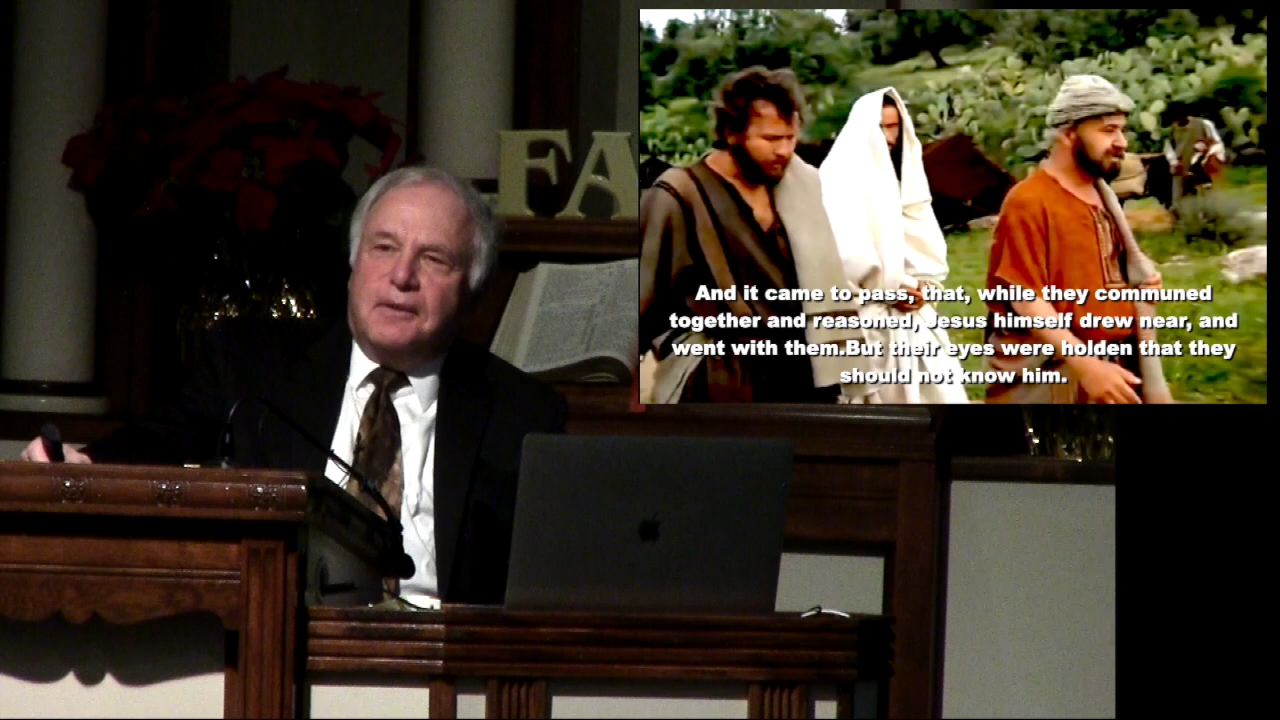 FA
And it came to pass, that, while they communed
together and reasoned, Jesus himself drew near, and
went with them.But their eyes were holden that they
should not know him.